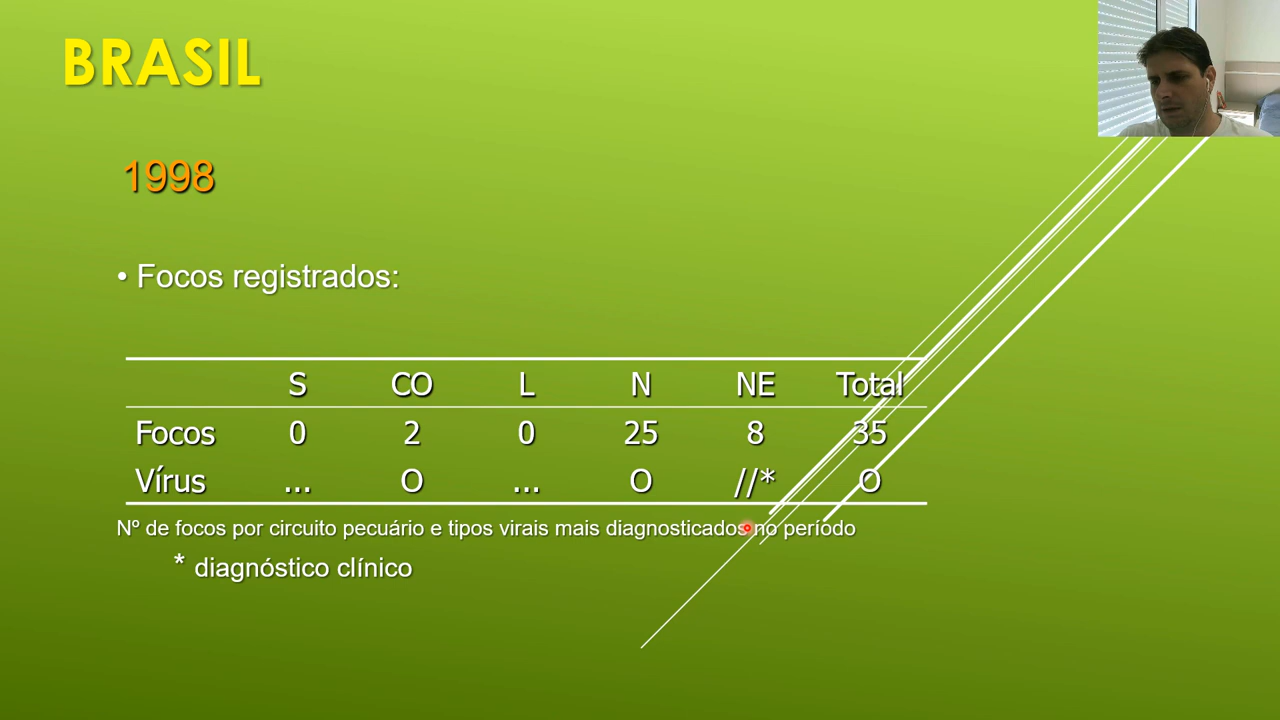 BRASIL
1998
• Focos registrados:
S CO L N NE Total
Focos 0 2 0 25 8 35
Vírus ... O ... O //* O
Nº de focos por circuito pecuário e tipos virais mais diagnosticados no período
* diagnóstico clínico